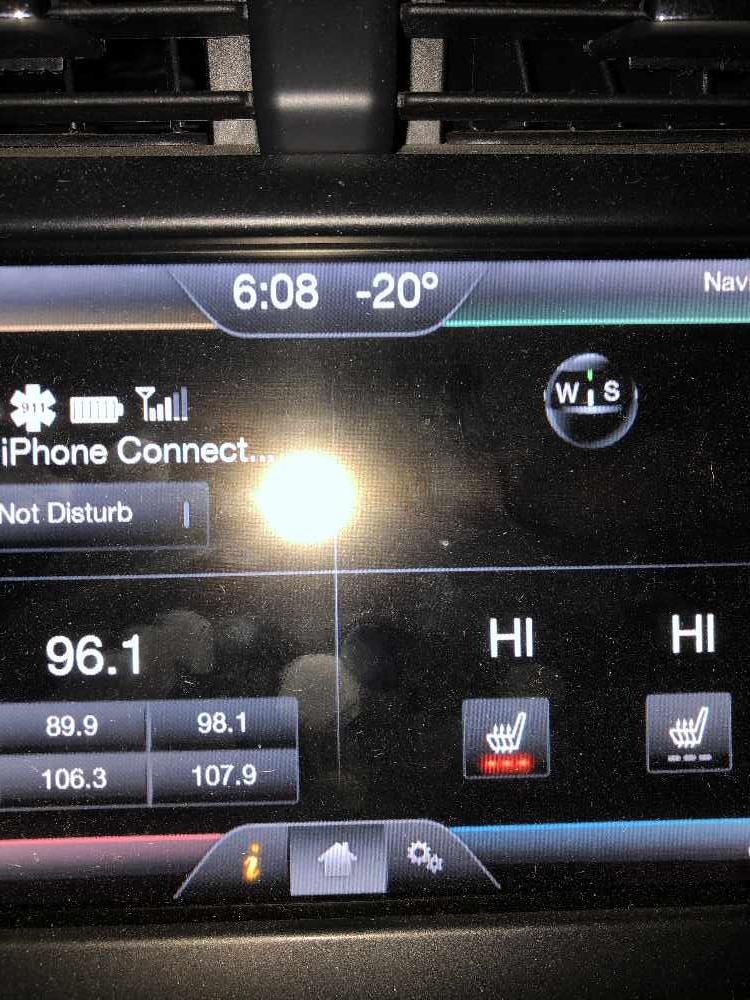 6:08 -20°
Navi
911
W S
iPhone Connect...
Not Disturb
96.1
HI HI
89.9 98.1
106.3 107.9
i